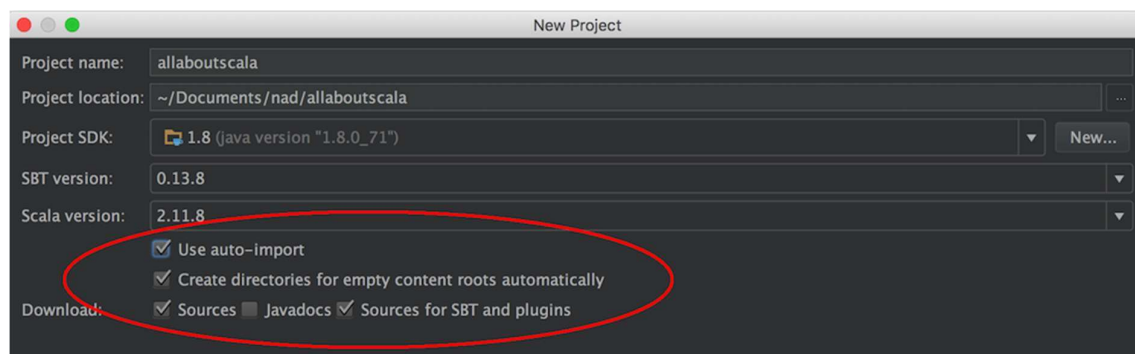 New Project
Project name: allaboutscala
Project location: ~/Documents/nad/allaboutscala ...
Project SDK: 1.8 (java version "1.8.0_71") New...
SBT version: 0.13.8
Scala version: 2.11.8
Use auto-import
Create directories for empty content roots automatically
Download: Sources Javadocs Sources for SBT and plugins